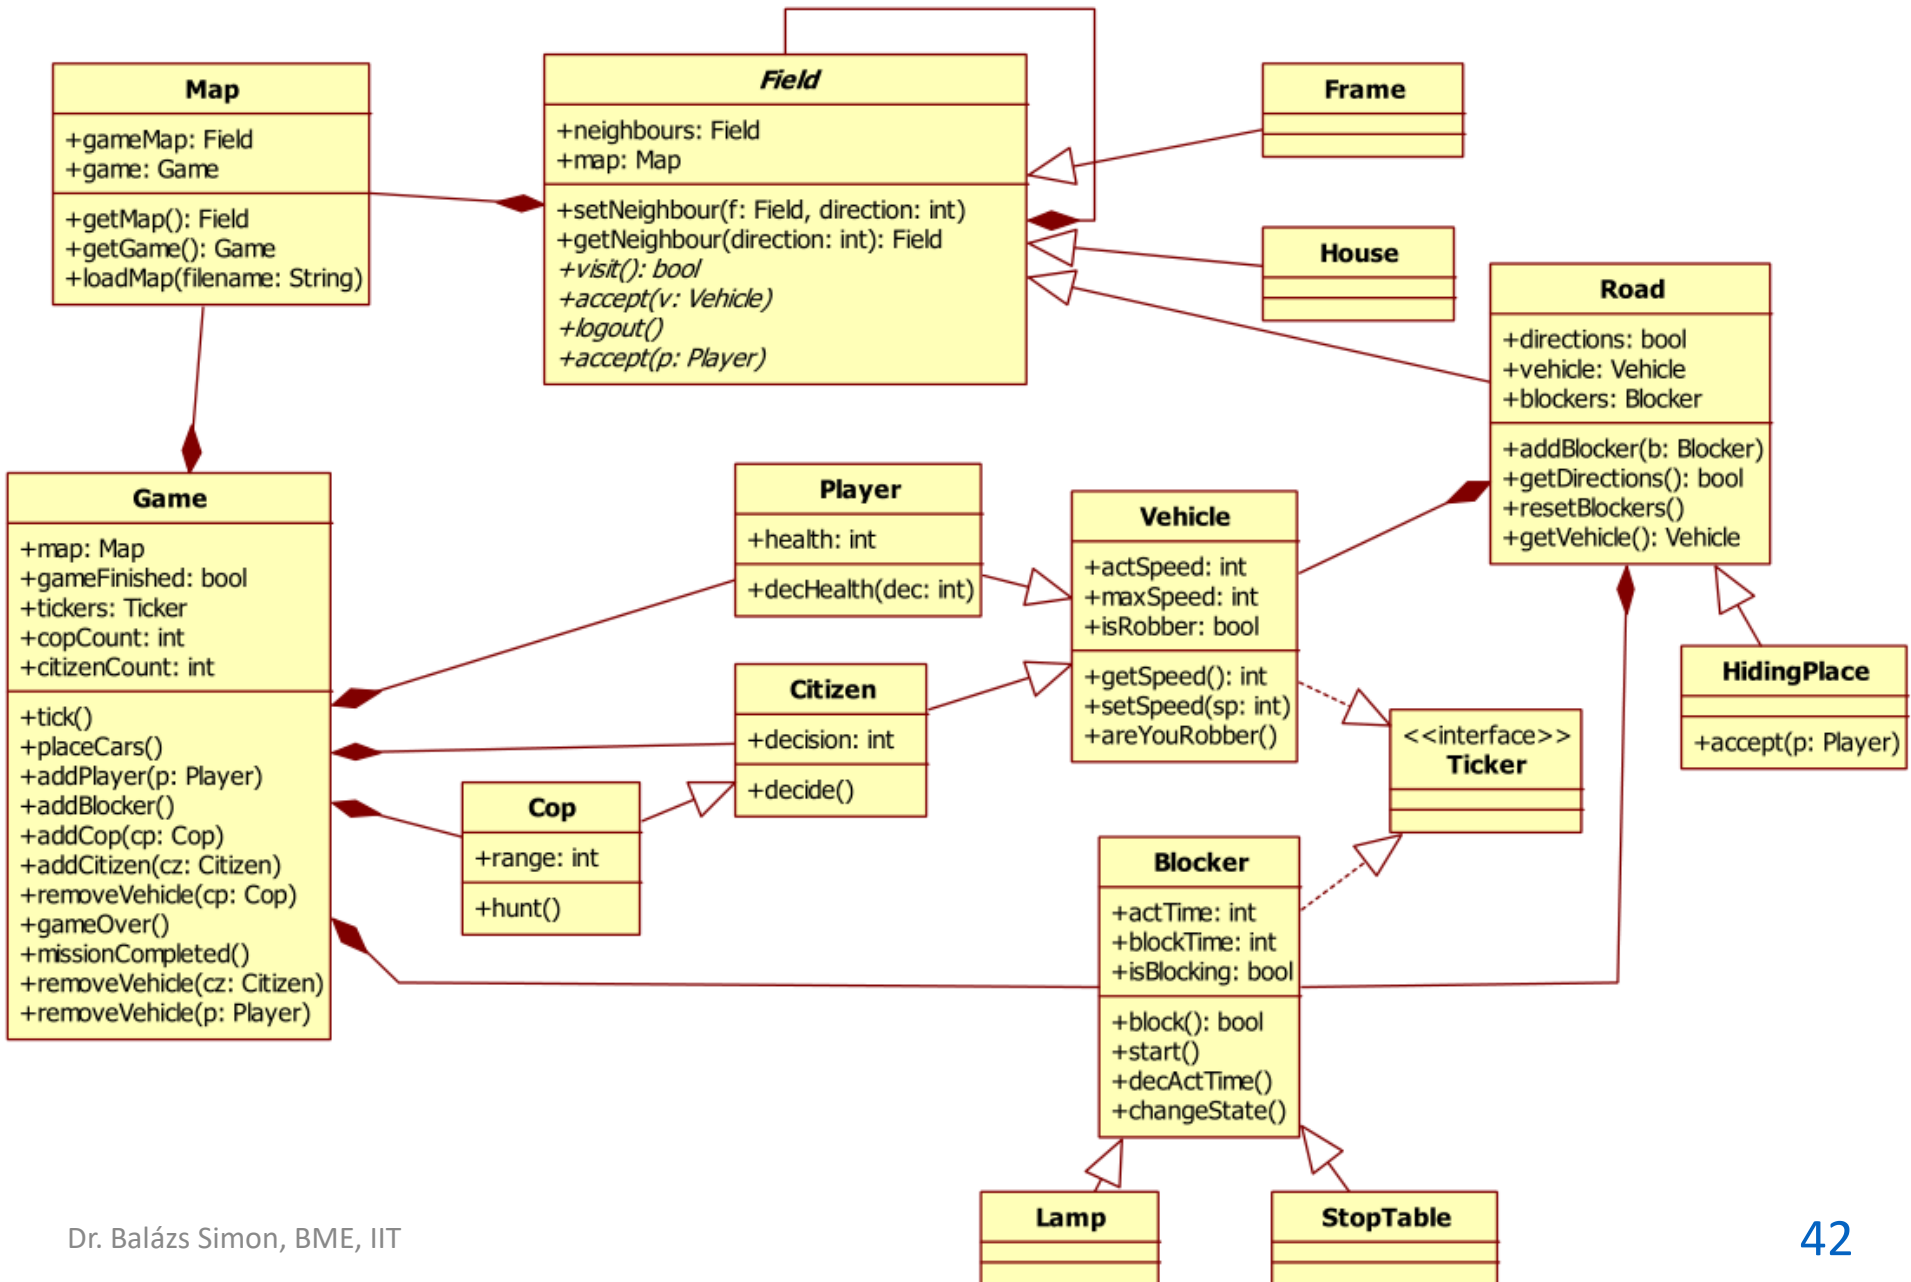 Map
+gameMap: Field
+game: Game
+getMap(): Field
+getGame(): Game
+loadMap(filename: String)
Field
+neighbours: Field
+map: Map
+setNeighbour(f: Field, direction: int)
+getNeighbour(direction: int): Field
+visit(): bool
+accept(v: Vehicle)
+logout()
+accept(p: Player)
Frame
House
Road
+directions: bool
+vehicle: Vehicle
+blockers: Blocker
+addBlocker(b: Blocker)
+getDirections(): bool
+resetBlockers()
+getVehicle(): Vehicle
Game
+map: Map
+gameFinished: bool
+tickers: Ticker
+copCount: int
+citizenCount: int
+tick()
+placeCars()
+addPlayer(p: Player)
+addBlocker()
+addCop(cp: Cop)
+addCitizen(cz: Citizen)
+removeVehicle(cp: Cop)
+gameOver()
+missionCompleted()
+removeVehicle(cz: Citizen)
+removeVehicle(p: Player)
Player
+health: int
+decHealth(dec: int)
Vehicle
+actSpeed: int
+maxSpeed: int
+isRobber: bool
+getSpeed(): int
+setSpeed(sp: int)
+areYouRobber()
Citizen
+decision: int
+decide()
Cop
+range: int
+hunt()
HidingPlace
+accept(p: Player)
<<interface>>
Ticker
Blocker
+actTime: int
+blockTime: int
+isBlocking: bool
+block(): bool
+start()
+decActTime()
+changeState()
Lamp
StopTable
Dr. Balázs Simon, BME, IIT
42